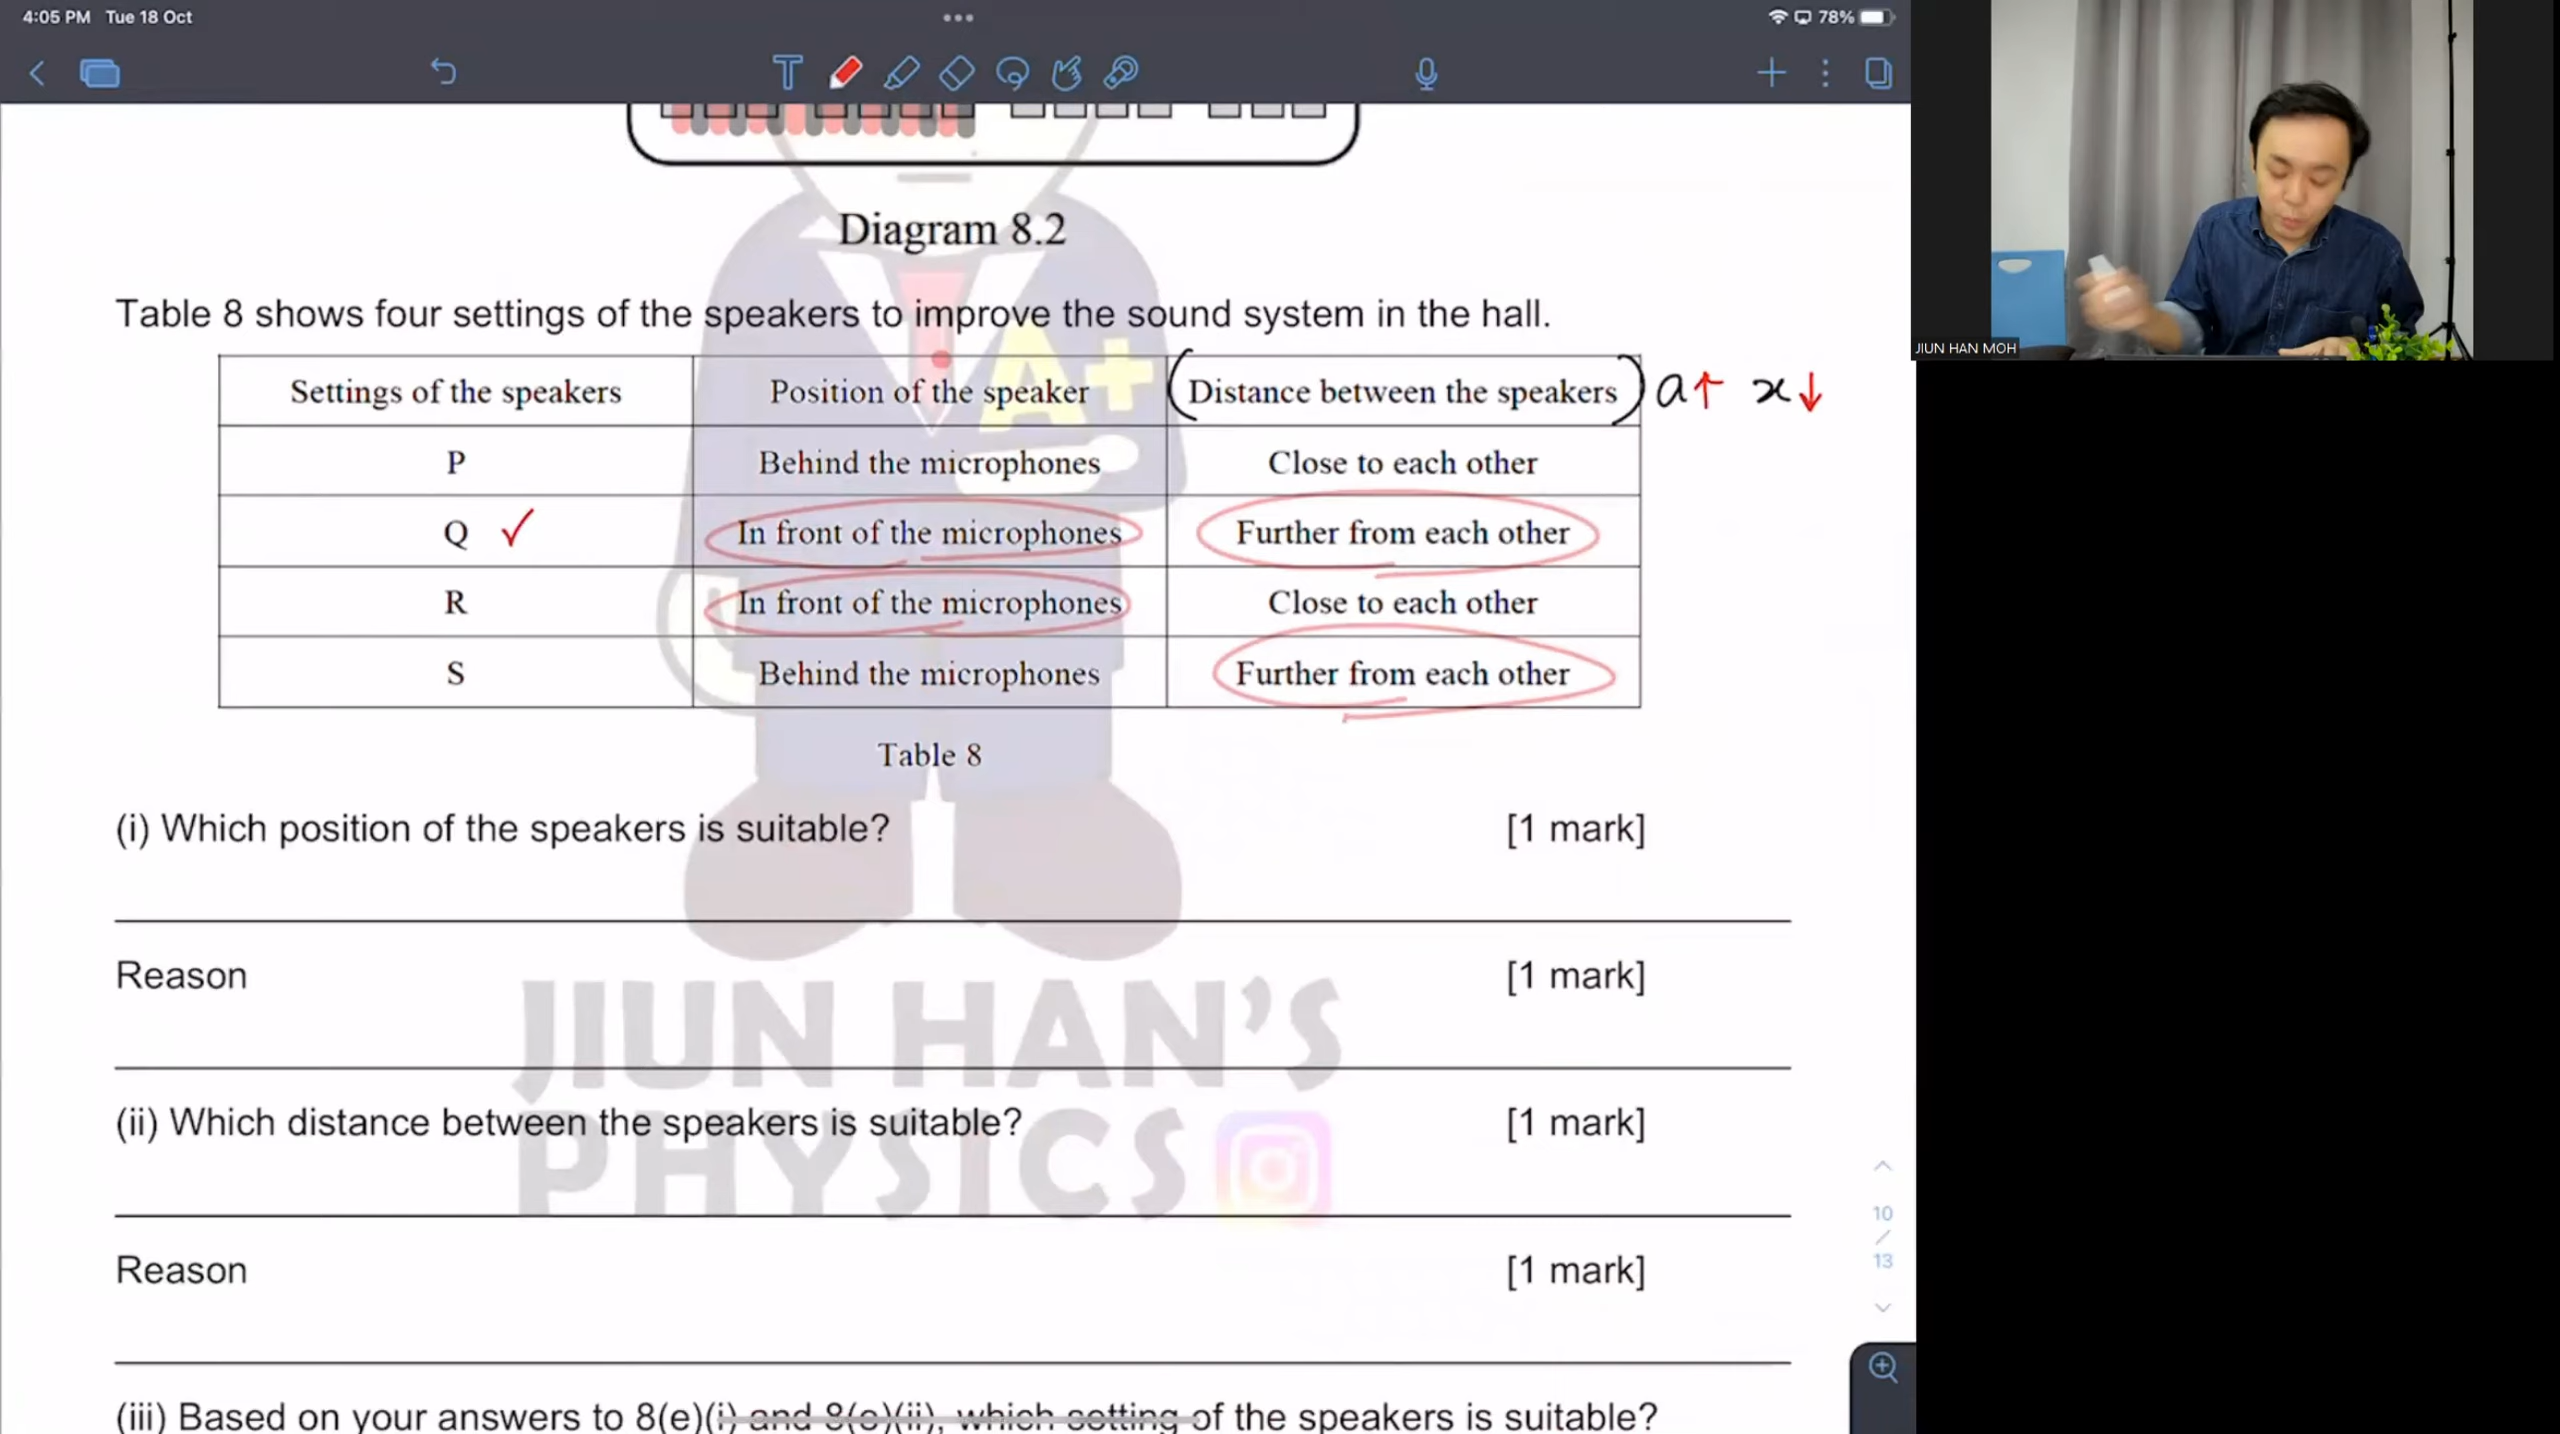 4:05 PM Tue 18 Oct
78%
T
Diagram 8.2
Table 8 shows four settings of the speakers to improve the sound system in the hall.
Settings of the speakers Position of the speaker (Distance between the speakers) a↑ x↓
P Behind the microphones Close to each other
Q ✓ In front of the microphones Further from each other
R In front of the microphones Close to each other
S Behind the microphones Further from each other
Table 8
(i) Which position of the speakers is suitable? [1 mark]
Reason [1 mark]
(ii) Which distance between the speakers is suitable? [1 mark]
Reason [1 mark]
(iii) Based on your answers to 8(e)(i) and 8(e)(ii), which setting of the speakers is suitable?
A+
JIUN HAN'S
PHYSICS
10
/
13
JIUN HAN MOH